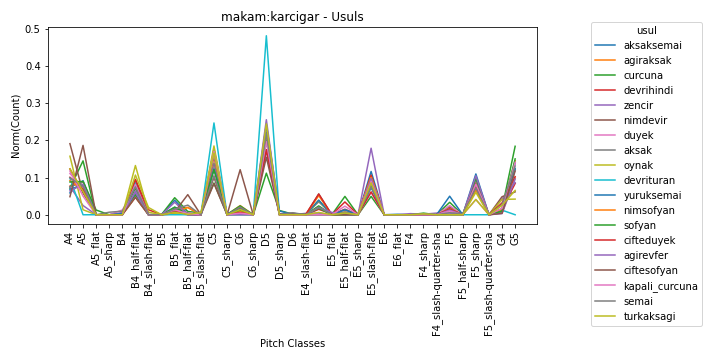 makam:karcigar - Usuls
Norm(Count)
0.5
0.4
0.3
0.2
0.1
0.0
A4
A5
A5_flat
A5_sharp
B4
B4_half-flat
B4_slash-flat
B5
B5_flat
B5_half-flat
B5_slash-flat
C5
C5_sharp
C6
C6_sharp
D5
D5_sharp
D6
E4_slash-flat
E5
E5_flat
E5_half-flat
E5_sharp
E5_slash-flat
E6
E6_flat
F4
F4_sharp
F4_slash-quarter-sha
F5
F5_half-sharp
F5_sharp
F5_slash-quarter-sha
G4
G5
Pitch Classes
usul
aksaksemai
agiraksak
curcuna
devrihindi
zencir
nimdevir
duyek
aksak
oynak
devrituran
yuruksemai
nimsofyan
sofyan
cifteduyek
agirevfer
ciftesofyan
kapali_curcuna
semai
turkaksagi